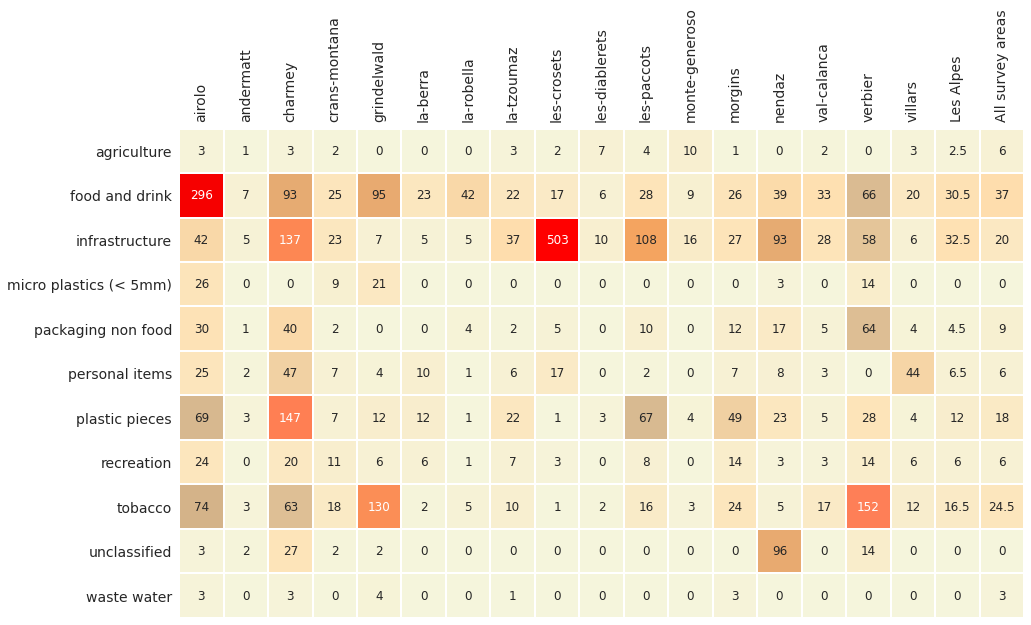 airolo andermatt charmey crans-montana grindelwald la-berra la-robella la-tzoumaz les-crosets les-diablerets les-paccots monte-generoso morgins nendaz val-calanca verbier villars Les Alpes All survey areas
agriculture 3 1 3 2 0 0 0 3 2 7 4 10 1 0 2 0 3 2.5 6
food and drink 296 7 93 25 95 23 42 22 17 6 28 9 26 39 33 66 20 30.5 37
infrastructure 42 5 137 23 7 5 5 37 503 10 108 16 27 93 28 58 6 32.5 20
micro plastics (< 5mm) 26 0 0 9 21 0 0 0 0 0 0 0 0 3 0 14 0 0 0
packaging non food 30 1 40 2 0 0 4 2 5 0 10 0 12 17 5 64 4 4.5 9
personal items 25 2 47 7 4 10 1 6 17 0 2 0 7 8 3 0 44 6.5 6
plastic pieces 69 3 147 7 12 12 1 22 1 3 67 4 49 23 5 28 4 12 18
recreation 24 0 20 11 6 6 1 7 3 0 8 0 14 3 3 14 6 6 6
tobacco 74 3 63 18 130 2 5 10 1 2 16 3 24 5 17 152 12 16.5 24.5
unclassified 3 2 27 2 2 0 0 0 0 0 0 0 0 96 0 14 0 0 0
waste water 3 0 3 0 4 0 0 1 0 0 0 0 3 0 0 0 0 0 3